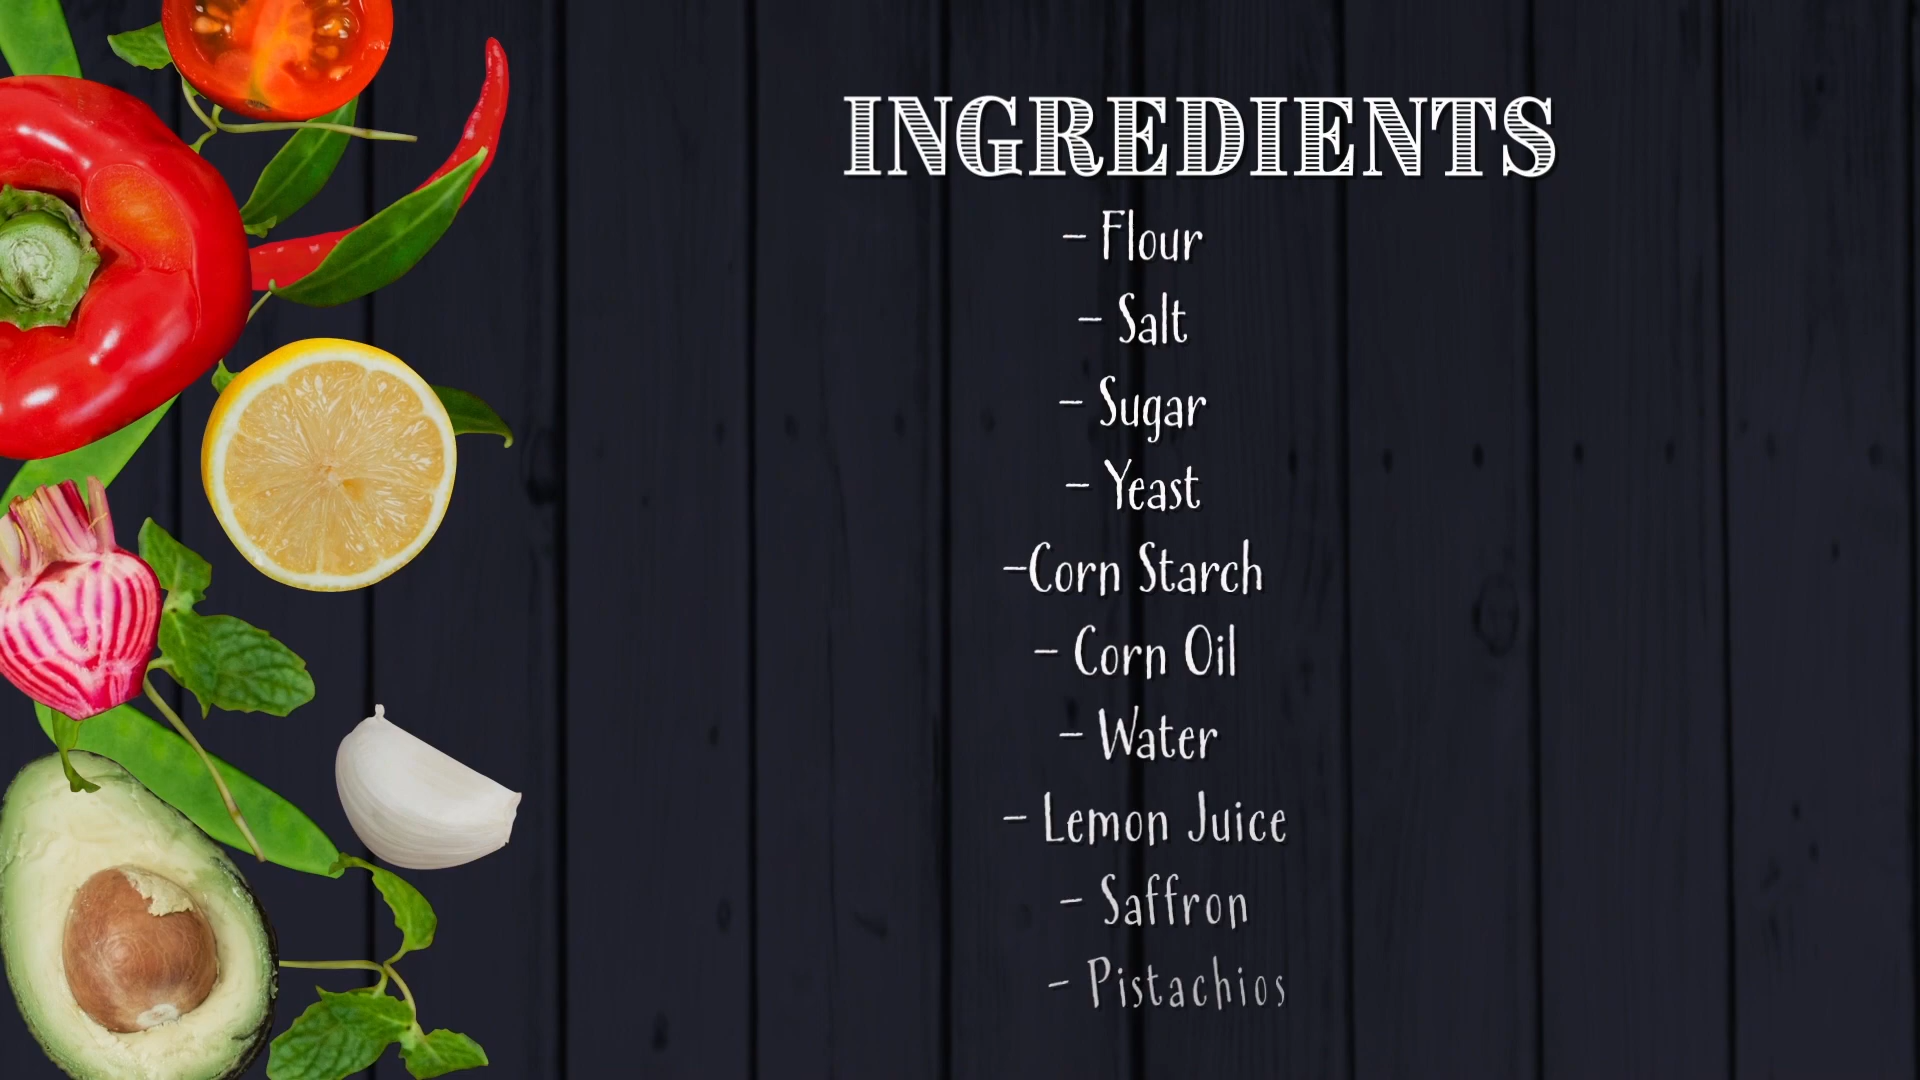 INGREDIENTS
- Flour
- Salt
- Sugar
- Yeast
-Corn Starch
- Corn Oil
- Water
- Lemon Juice
- Saffron
- Pistachios